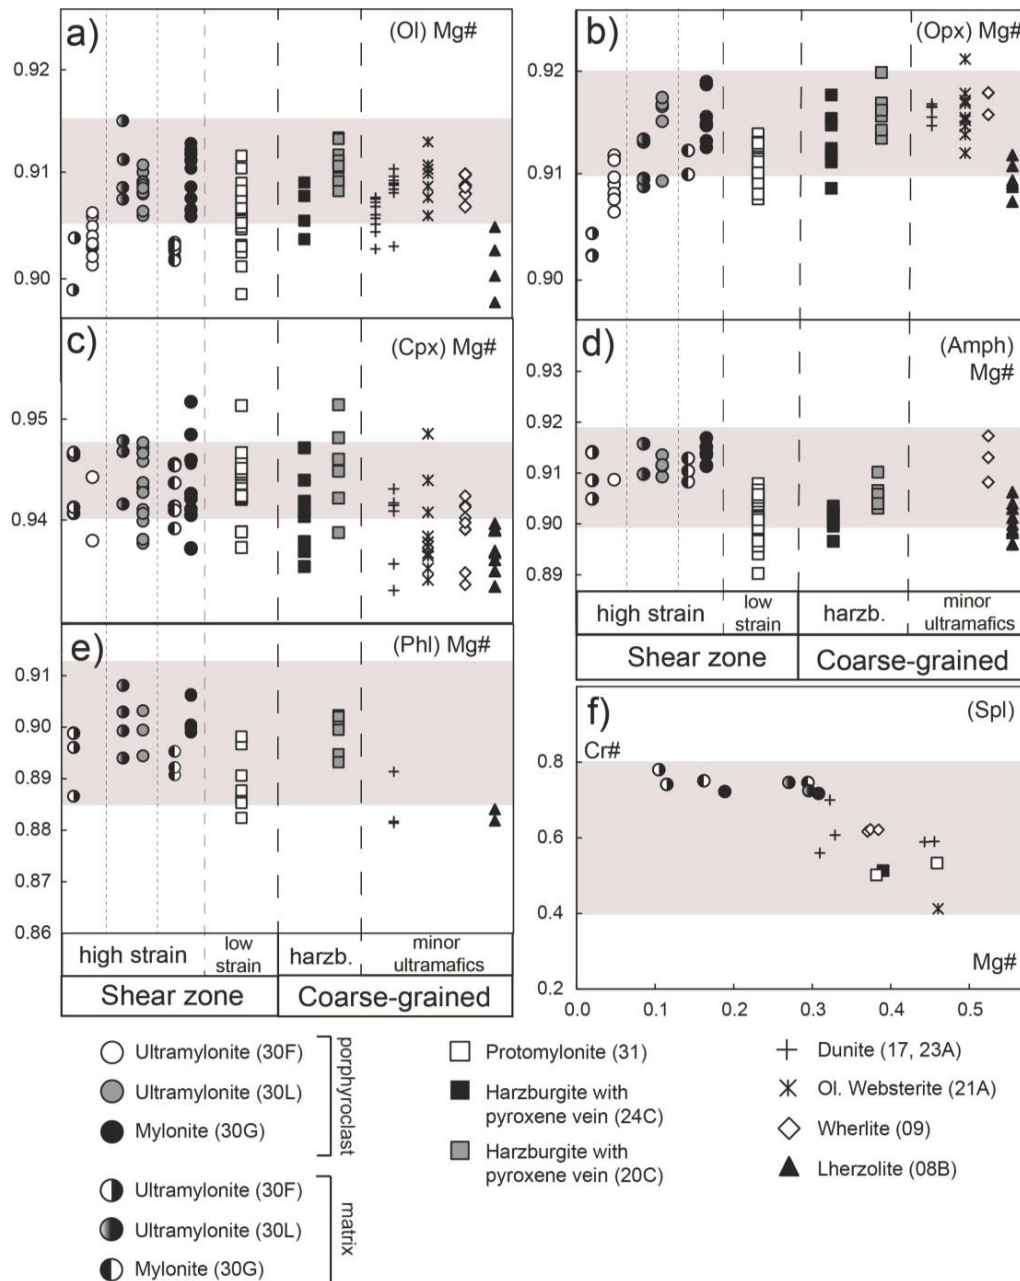 a)
(Ol) Mg#
0.92
0.91
0.90
b)
(Opx) Mg#
0.92
0.91
0.90
c)
(Cpx) Mg#
0.95
0.94
d)
(Amph)
Mg#
0.93
0.92
0.91
0.90
0.89
high strain
low
strain
harzb.
minor
ultramafics
Shear zone
Coarse-grained
e)
(Phl) Mg#
0.91
0.90
0.89
0.88
0.87
0.86
high strain
low
strain
harzb.
minor
ultramafics
Shear zone
Coarse-grained
f)
(Spl)
Cr#
0.8
0.6
0.4
0.2
Mg#
0.0
0.1
0.2
0.3
0.4
0.5
Ultramylonite (30F)
Ultramylonite (30L)
Mylonite (30G)
porphyroclast
Ultramylonite (30F)
Ultramylonite (30L)
Mylonite (30G)
matrix
Protomylonite (31)
Harzburgite with
pyroxene vein (24C)
Harzburgite with
pyroxene vein (20C)
Dunite (17, 23A)
Ol. Websterite (21A)
Wherlite (09)
Lherzolite (08B)